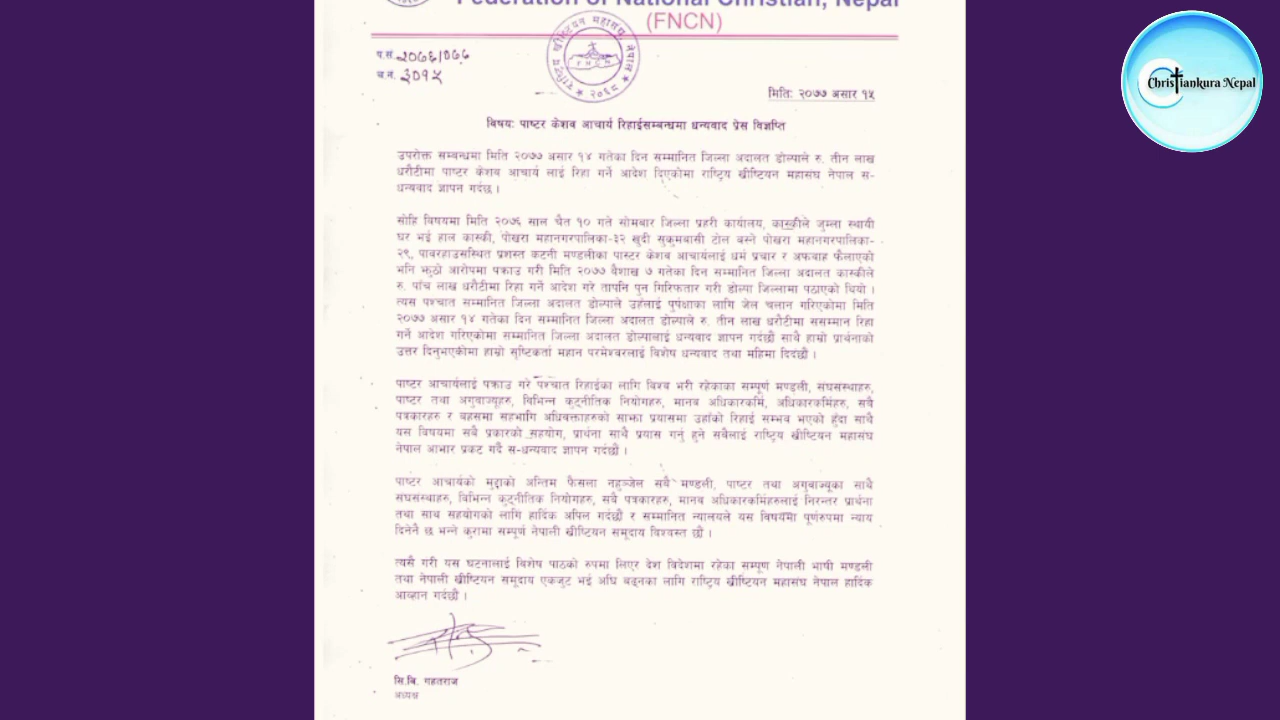 Federation of National Christian, Nepal
(FNCN)
राष्ट्रिय ख्रीष्टियन महासंघ, नेपाल
FNCN
२०६
प.सं. २०७६/०७७
च.नं. ३०१५
मितिः २०७७ असार १५
विषयः पाष्टर केशव आचार्य रिहाईसम्बन्धमा धन्यवाद प्रेस विज्ञप्ति
उपरोक्त सम्बन्धमा मिति २०७७ असार १४ गतेका दिन सम्मानित जिल्ला अदालत डोल्पाले रु. तीन लाख
धरौटीमा पाष्टर केशव आचार्य लाई रिहा गर्ने आदेश दिएकोमा राष्ट्रिय ख्रीष्टियन महासंघ नेपाल स-
धन्यवाद ज्ञापन गर्दछ ।
सोहि विषयमा मिति २०७६ साल चैत १० गते सोमबार जिल्ला प्रहरी कार्यालय, कास्कीले जुम्ला स्थायी
घर भई हाल कास्की, पोखरा महानगरपालिका-३२ खुदी सुकुमबासी टोल बस्ने पोखरा महानगरपालिका-
२९, पावरहाउसस्थित प्रशस्त कटनी मण्डलीका पास्टर केशव आचार्यलाई धर्म प्रचार र अफवाह फैलाएको
भनि झुठो आरोपमा पक्राउ गरी मिति २०७७ बैशाख ७ गतेका दिन सम्मानित जिल्ला अदालत कास्कीले
रु. पाँच लाख धरौटीमा रिहा गर्ने आदेश गरे तापनि पुन गिरिफतार गरी डोल्पा जिल्लामा पठाएको थियो ।
त्यस पश्चात सम्मानित जिल्ला अदालत डोल्पाले उहँलाई पुर्पक्षाका लागि जेल चलान गरिएकोमा मिति
२०७७ असार १४ गतेका दिन सम्मानित जिल्ला अदालत डोल्पाले रु. तीन लाख धरौटीमा ससम्मान रिहा
गर्ने आदेश गरिएकोमा सम्मानित जिल्ला अदालत डोल्पालाई धन्यवाद ज्ञापन गर्दछौं साथै हाम्रो प्रार्थनाको
उत्तर दिनुभएकीमा हाम्रो सृष्टिकर्ता महान परमेश्वरलाई विशेष धन्यवाद तथा महिमा दिदंछौ ।
पाष्टर आचार्यलाई पक्राउ गरे पश्चात रिहाईका लागि विश्व भरी रहेकाका सम्पूर्ण मण्डली, संघसंस्थाहरु,
पाष्टर तथा अगुवाज्यूहरु, विभिन्न कुटनीतिक नियोगहरु, मानव अधिकारकर्मि, अधिकारकर्मिहरु, सबै
पत्रकारहरु र बहसमा सहभागि अधिवक्ताहरुको साझा प्रयासमा उहाँको रिहाई सम्भव भएको हुँदा साथै
यस विषयमा सबै प्रकारको सहयोग, प्रार्थना साथै प्रयास गर्नु हुने सबैलाई राष्ट्रिय ख्रीष्टियन महासंघ
नेपाल आभार प्रकट गर्दै स-धन्यवाद ज्ञापन गर्दछौं ।
पाष्टर आचार्यको मुद्दाको अन्तिम फैसला नहुञ्जेल सबै मण्डली, पाष्टर तथा अगुवाज्यूका साथै
संघसंस्थाहरु, विभिन्न कुटनीतिक नियोगहरु, सबै पत्रकारहरु, मानव अधिकारकर्मिहरुलाई निरन्तर प्रार्थना
तथा साथ सहयोगको लागि हार्दिक अपिल गर्दछौं र सम्मानित न्यालयले यस विषयमा पूर्णरुपमा न्याय
दिनेनै छ भन्ने कुरामा सम्पूर्ण नेपाली ख्रीष्टियन समूदाय विश्वस्त छौं ।
त्यसै गरी यस घटनालाई विशेष पाठको रुपमा लिएर देश विदेशमा रहेका सम्पूण नेपाली भाषी मण्डली
तथा नेपाली ख्रीष्टियन समूदाय एकजुट भई अघि बढ्नका लागि राष्ट्रिय ख्रीष्टियन महासंघ नेपाल हार्दिक
आव्हान गर्दछौं ।
सि.बि. गहतराज
अध्यक्ष
Christiankura Nepal